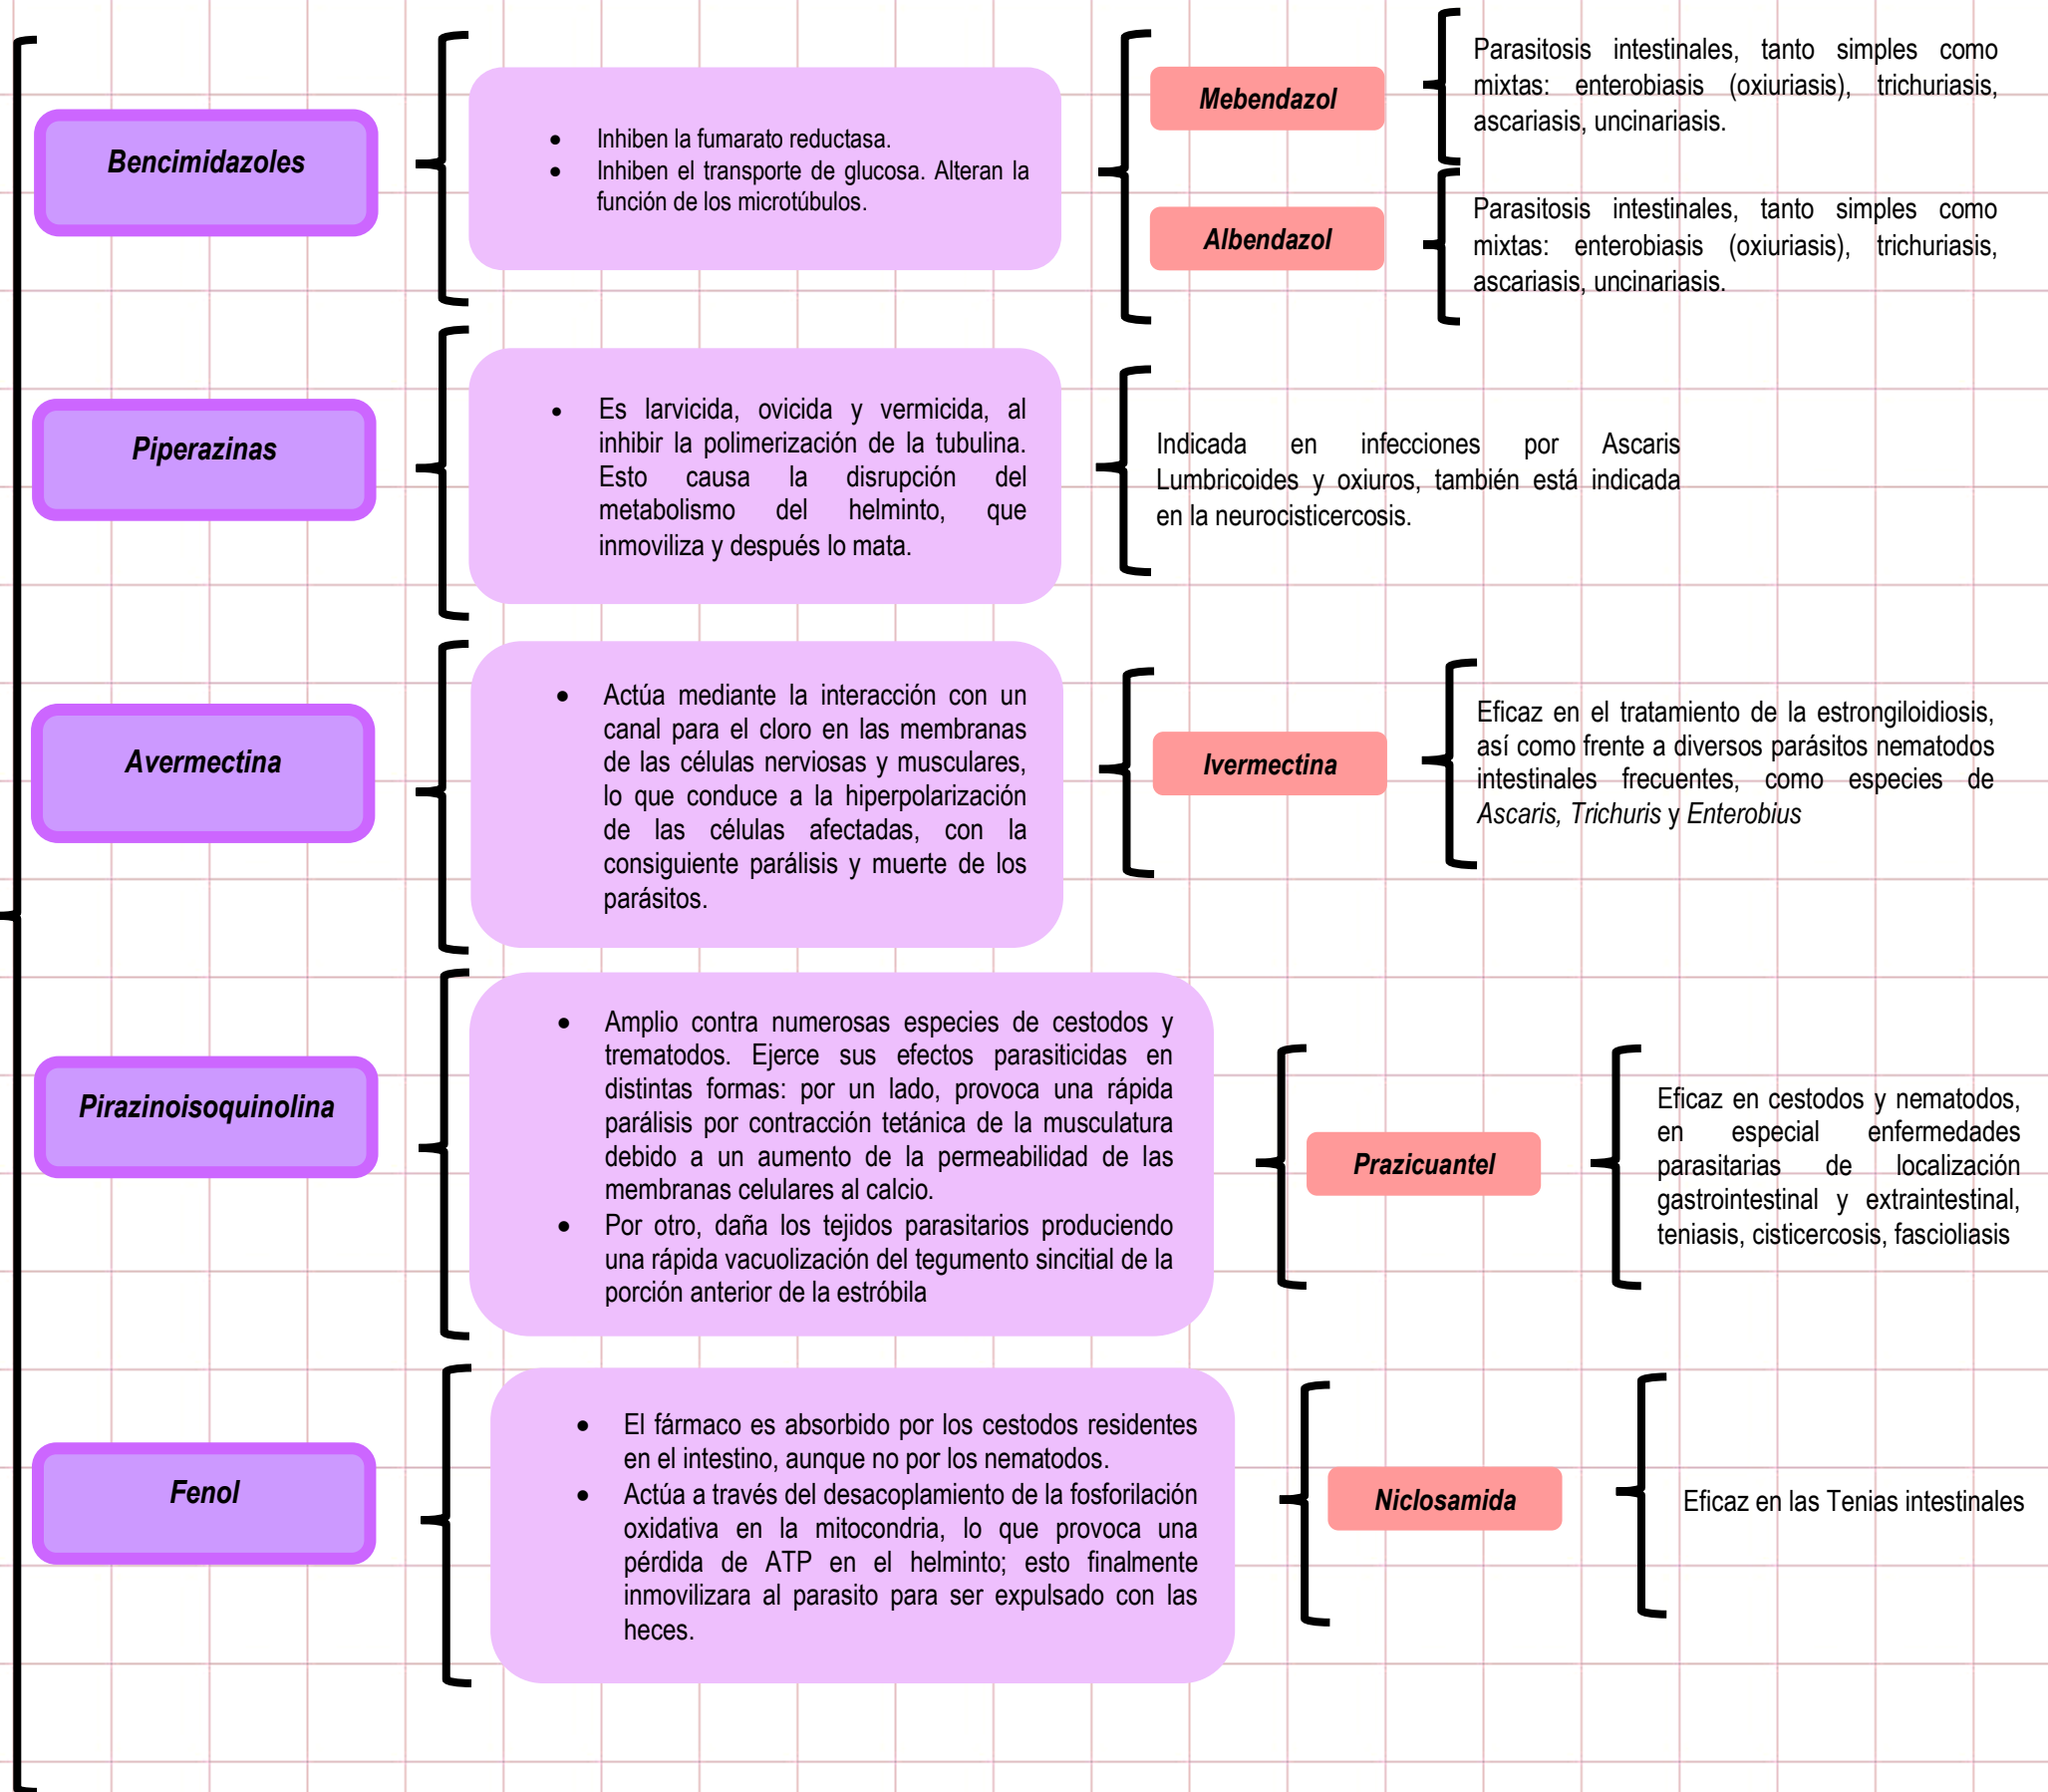 Bencimidazoles
Inhiben la fumarato reductasa.
Inhiben el transporte de glucosa. Alteran la
función de los microtúbulos.
Mebendazol
Parasitosis intestinales, tanto simples como
mixtas: enterobiasis (oxiuriasis), trichuriasis,
ascariasis, uncinariasis.
Albendazol
Parasitosis intestinales, tanto simples como
mixtas: enterobiasis (oxiuriasis), trichuriasis,
ascariasis, uncinariasis.
Piperazinas
Es larvicida, ovicida y vermicida, al
inhibir la polimerización de la tubulina.
Esto causa la disrupción del
metabolismo del helminto, que
inmoviliza y después lo mata.
Indicada en infecciones por Ascaris
Lumbricoides y oxiuros, también está indicada
en la neurocisticercosis.
Avermectina
Actúa mediante la interacción con un
canal para el cloro en las membranas
de las células nerviosas y musculares,
lo que conduce a la hiperpolarización
de las células afectadas, con la
consiguiente parálisis y muerte de los
parásitos.
Ivermectina
Eficaz en el tratamiento de la estrongiloidiosis,
así como frente a diversos parásitos nematodos
intestinales frecuentes, como especies de
Ascaris, Trichuris y Enterobius
Pirazinoisoquinolina
Amplio contra numerosas especies de cestodos y
trematodos. Ejerce sus efectos parasiticidas en
distintas formas: por un lado, provoca una rápida
parálisis por contracción tetánica de la musculatura
debido a un aumento de la permeabilidad de las
membranas celulares al calcio.
Por otro, daña los tejidos parasitarios produciendo
una rápida vacuolización del tegumento sincitial de la
porción anterior de la estróbila
Prazicuantel
Eficaz en cestodos y nematodos,
en especial enfermedades
parasitarias de localización
gastrointestinal y extraintestinal,
teniasis, cisticercosis, fascioliasis
Fenol
El fármaco es absorbido por los cestodos residentes
en el intestino, aunque no por los nematodos.
Actúa a través del desacoplamiento de la fosforilación
oxidativa en la mitocondria, lo que provoca una
pérdida de ATP en el helminto; esto finalmente
inmovilizara al parasito para ser expulsado con las
heces.
Niclosamida
Eficaz en las Tenias intestinales